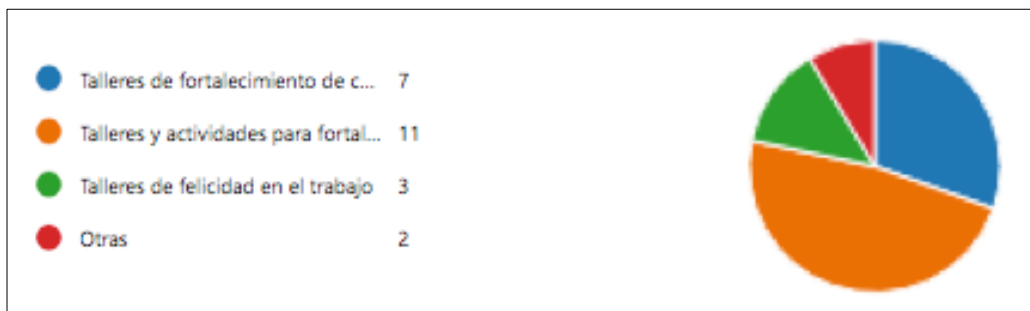 Talleres de fortalecimiento de c... 7
Talleres y actividades para fortal... 11
Talleres de felicidad en el trabajo 3
Otras 2